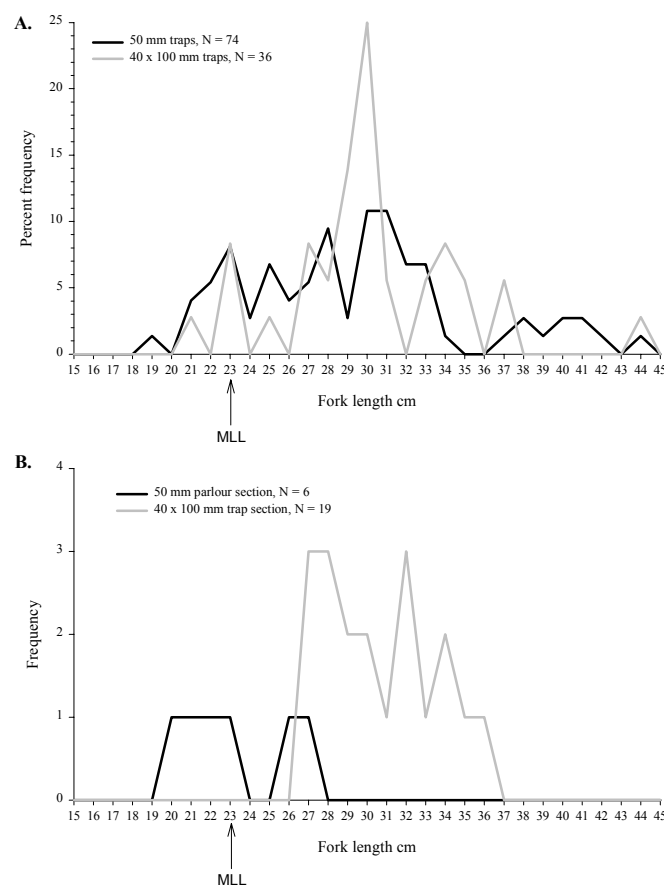 A.
25
50 mm traps, N = 74
40 x 100 mm traps, N = 36
20
15
Percent frequency
10
5
0
15 16 17 18 19 20 21 22 23 24 25 26 27 28 29 30 31 32 33 34 35 36 37 38 39 40 41 42 43 44 45
Fork length cm
MLL
B.
4
50 mm parlour section, N = 6
40 x 100 mm trap section, N = 19
3
Frequency
2
1
0
15 16 17 18 19 20 21 22 23 24 25 26 27 28 29 30 31 32 33 34 35 36 37 38 39 40 41 42 43 44 45
Fork length cm
MLL